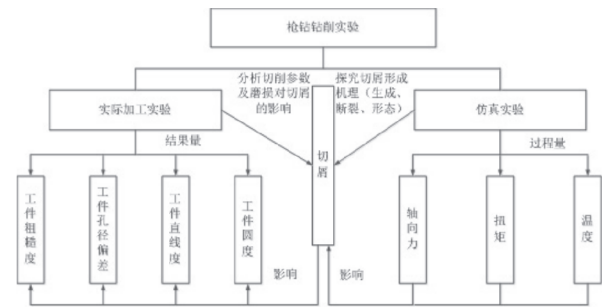 枪钻钻削实验
分析切削参数
及磨损对切屑
的影响
探究切屑形成
机理（生成、
断裂、形态）
实际加工实验
仿真实验
结果量
切屑
过程量
工件粗糙度
工件孔径偏差
工件直线度
工件圆度
轴向力
扭矩
温度
影响
影响